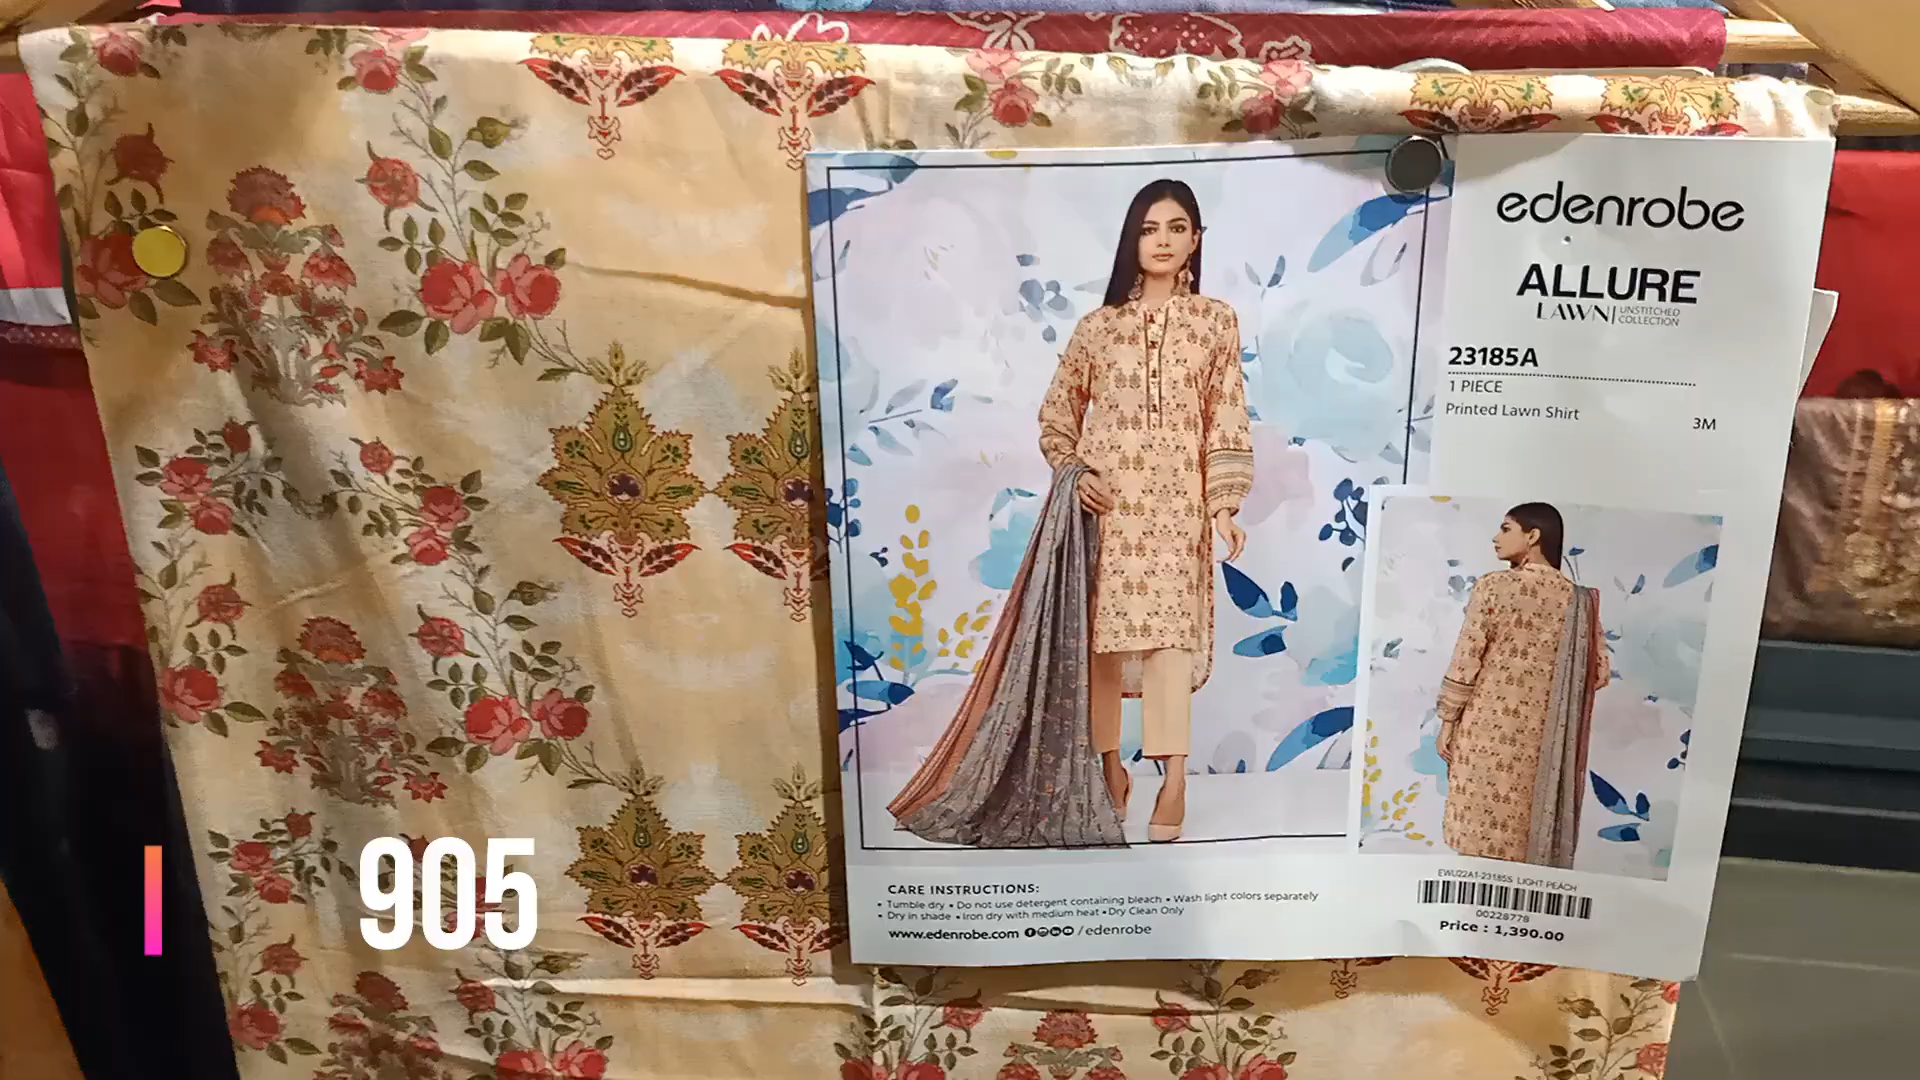 edenrobe
ALLURE
LAWN | UNSTITCHED COLLECTION
23185A
1 PIECE
Printed Lawn Shirt 3M
905
CARE INSTRUCTIONS:
• Tumble dry • Do not use detergent containing bleach • Wash light colors separately
• Dry in shade • Iron dry with medium heat • Dry Clean Only
www.edenrobe.com /edenrobe
EWU22A1-23185S LIGHT PEACH
00228778
Price : 1,390.00